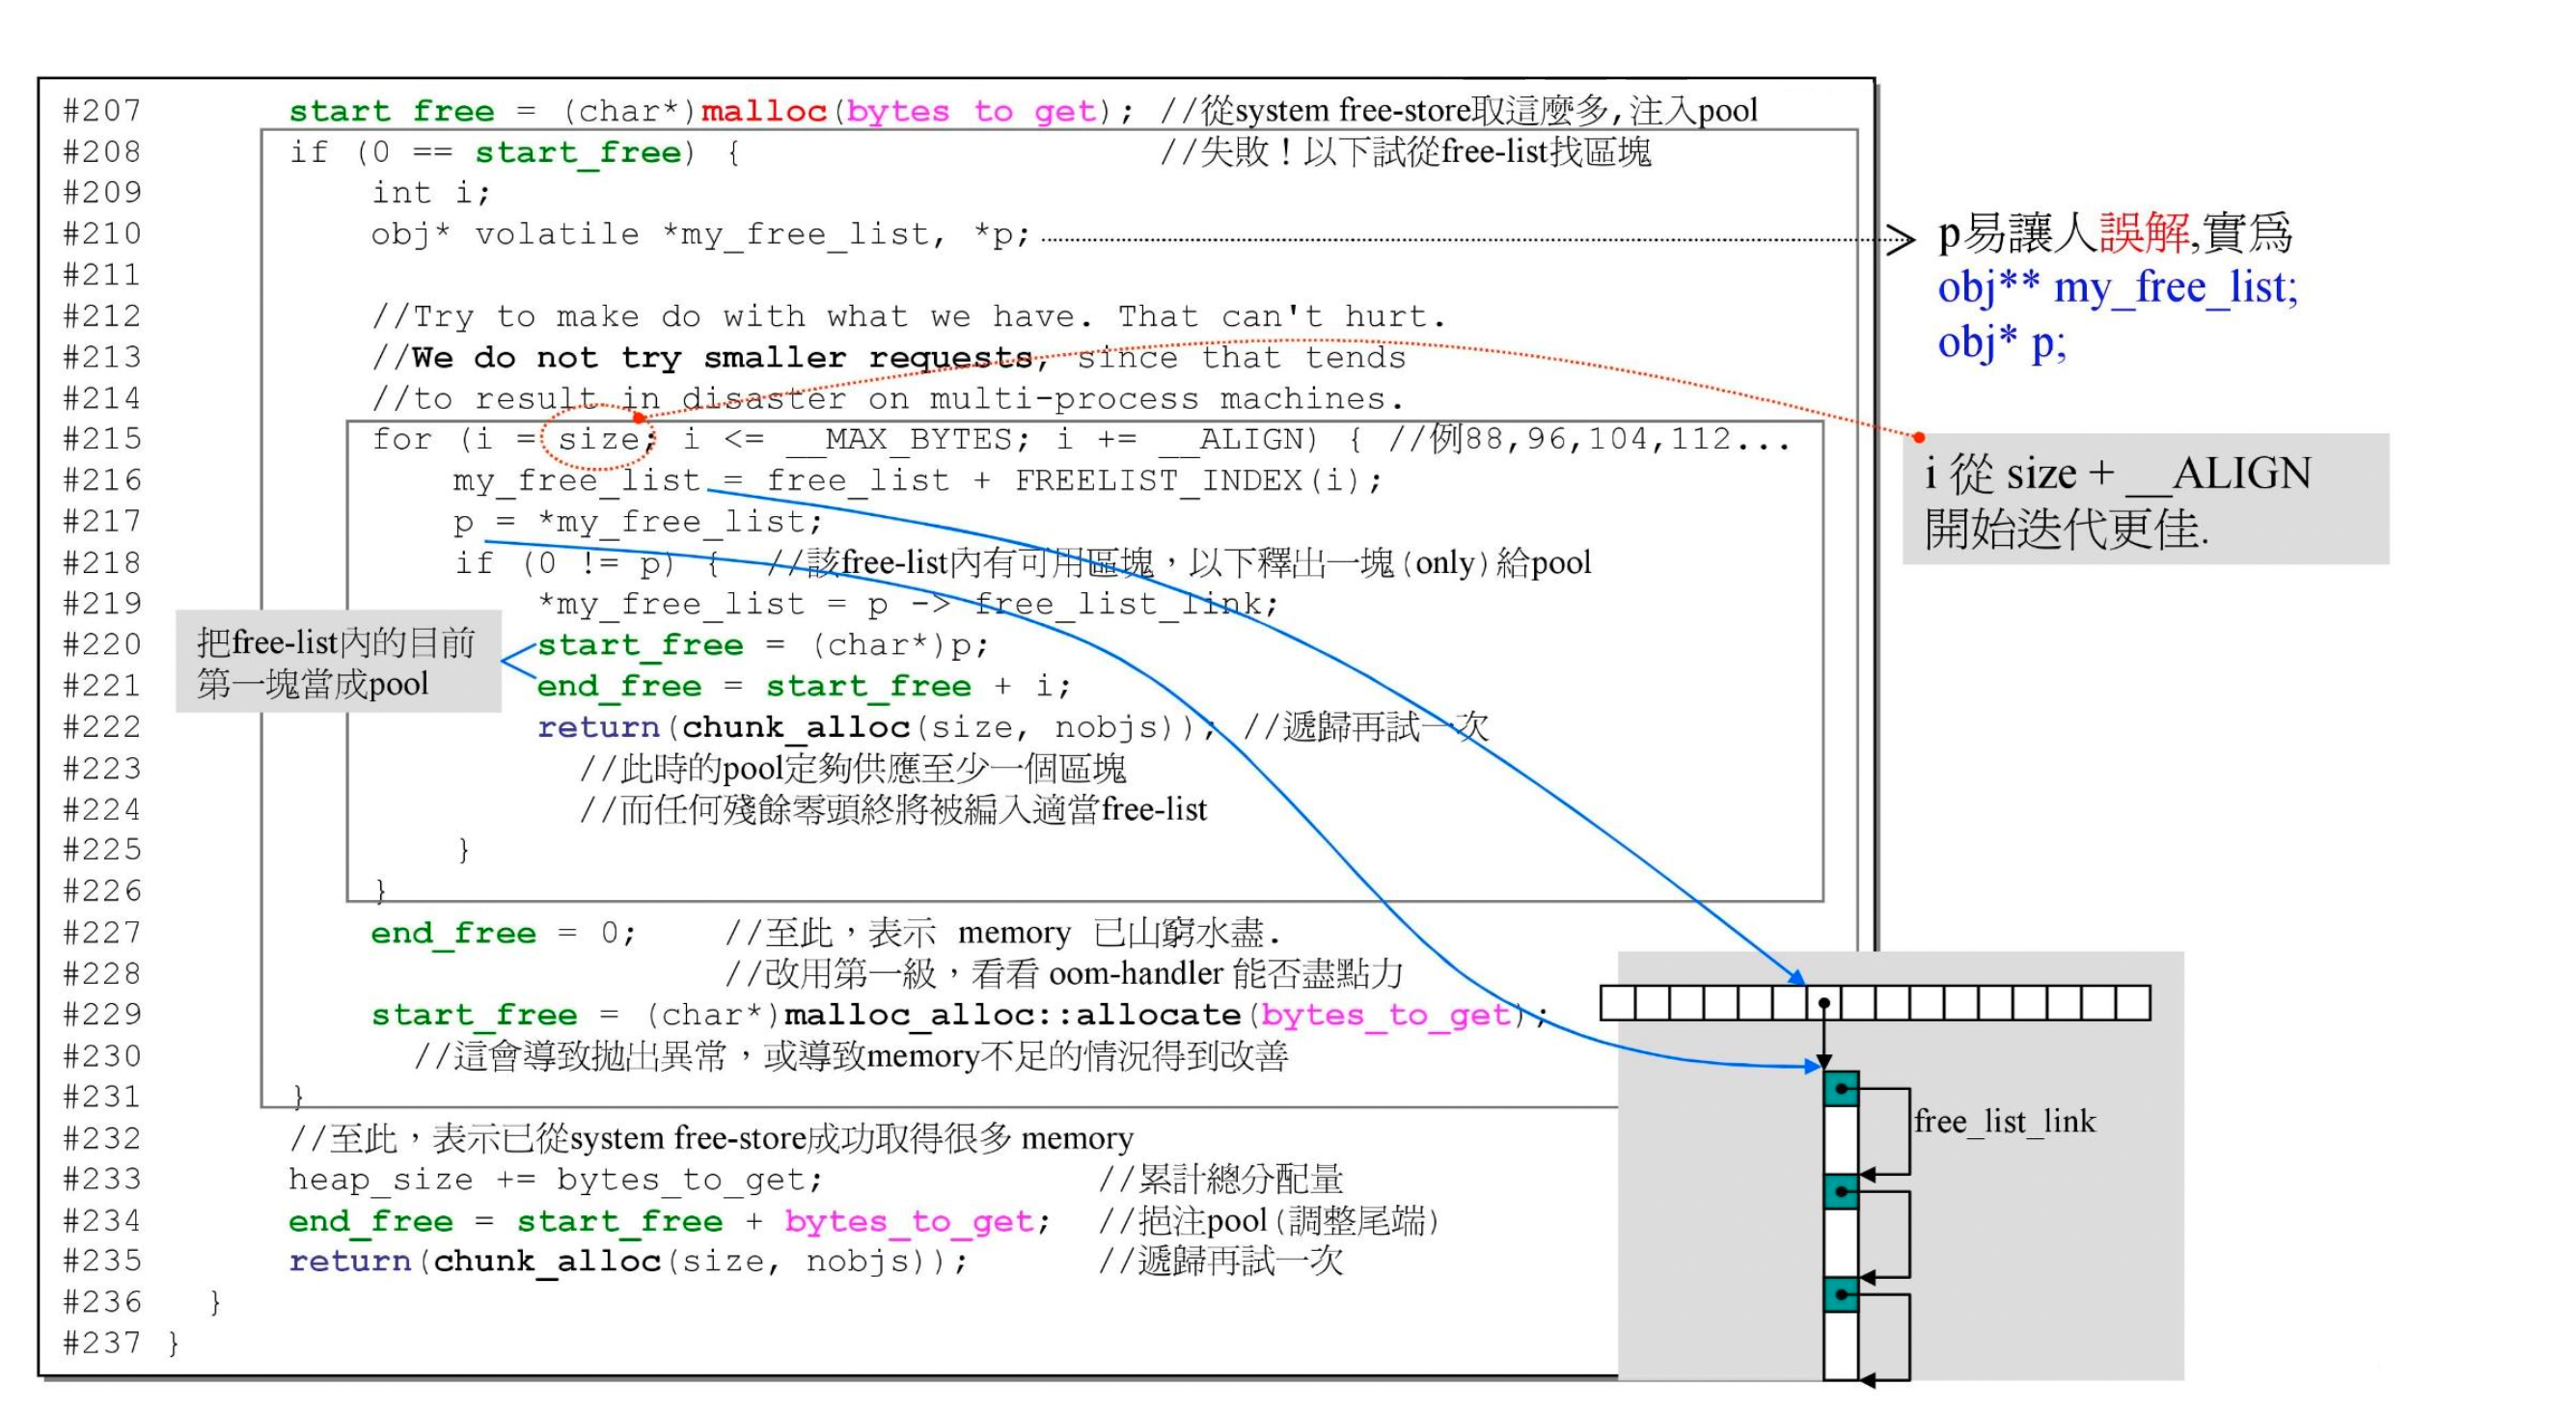 #207 start_free = (char*)malloc(bytes_to_get); //從system free-store取這麼多,注入pool
#208 if (0 == start_free) { //失敗！以下試從free-list找區塊
#209 int i;
#210 obj* volatile *my_free_list, *p;
#211
#212 //Try to make do with what we have. That can't hurt.
#213 //We do not try smaller requests, since that tends
#214 //to result in disaster on multi-process machines.
#215 for (i = size; i <= __MAX_BYTES; i += __ALIGN) { //例88,96,104,112...
#216 my_free_list = free_list + FREELIST_INDEX(i);
#217 p = *my_free_list;
#218 if (0 != p) { //該free-list內有可用區塊，以下釋出一塊(only)給pool
#219 *my_free_list = p -> free_list_link;
#220 start_free = (char*)p;
#221 end_free = start_free + i;
#222 return(chunk_alloc(size, nobjs)); //遞歸再試一次
#223 //此時的pool定夠供應至少一個區塊
#224 //而任何殘餘零頭終將被編入適當free-list
#225 }
#226 }
#227 end_free = 0; //至此，表示 memory 已山窮水盡.
#228 //改用第一級，看看 oom-handler 能否盡點力
#229 start_free = (char*)malloc_alloc::allocate(bytes_to_get);
#230 //這會導致拋出異常，或導致memory不足的情況得到改善
#231 }
#232 //至此，表示已從system free-store成功取得很多 memory
#233 heap_size += bytes_to_get; //累計總分配量
#234 end_free = start_free + bytes_to_get; //挹注pool(調整尾端)
#235 return(chunk_alloc(size, nobjs)); //遞歸再試一次
#236 }
#237 }
把free-list內的目前
第一塊當成pool
p易讓人誤解,實為
obj** my_free_list;
obj* p;
i 從 size + __ALIGN
開始迭代更佳.
free_list_link